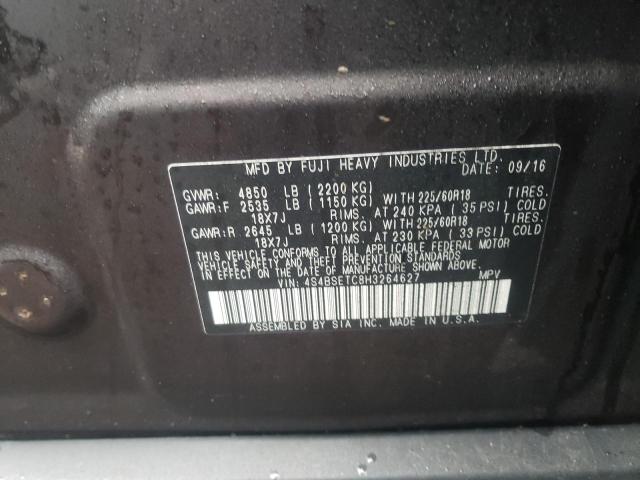 MFD BY FUJI HEAVY INDUSTRIES LTD.
DATE: 09/16
GVWR: 4850 LB (2200 KG)
GAWR:F 2535 LB (1150 KG) WITH 225/60R18 TIRES.
18X7J RIMS. AT 240 KPA (35 PSI) COLD
GAWR:R 2645 LB (1200 KG) WITH 225/60R18 TIRES.
18X7J RIMS. AT 230 KPA (33 PSI) COLD
THIS VEHICLE CONFORMS TO ALL APPLICABLE FEDERAL MOTOR
VEHICLE SAFETY AND THEFT PREVENTION STANDARDS IN EFFECT
ON THE DATE OF MANUFACTURE SHOWN ABOVE.
VIN: 4S4BSETC8H3264627 MPV
ASSEMBLED BY SIA INC. MADE IN U.S.A.